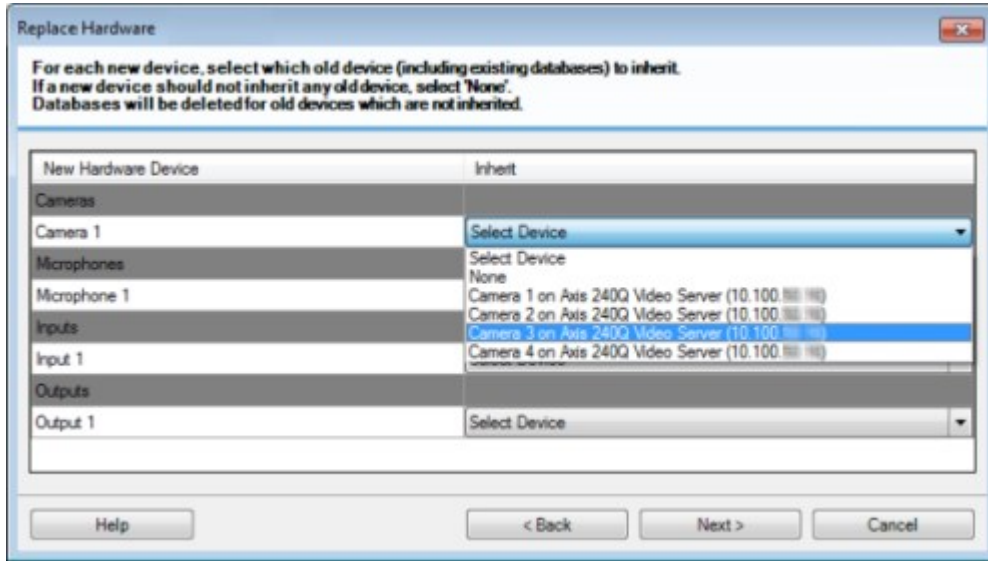 Replace Hardware
For each new device, select which old device (including existing databases) to inherit.
If a new device should not inherit any old device, select 'None'.
Databases will be deleted for old devices which are not inherited.
New Hardware Device Inherit
Cameras
Camera 1 Select Device
Select Device
Microphones
None
Microphone 1 Camera 1 on Axis 240Q Video Server (10.100.
Camera 2 on Axis 240Q Video Server (10.100.
Inputs Camera 3 on Axis 240Q Video Server (10.100.
Input 1 Camera 4 on Axis 240Q Video Server (10.100.
Outputs
Output 1 Select Device
Help < Back Next > Cancel